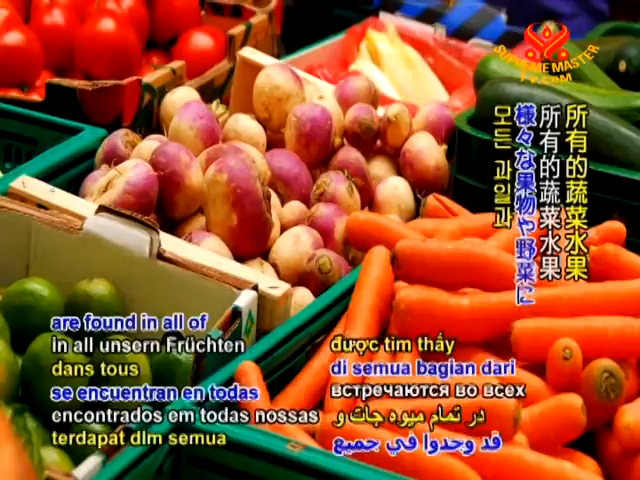 SUPREME MASTER
TV.COM
所有的蔬菜水果
所有的蔬菜水果
様々な果物や野菜に
모든 과일과
are found in all of
in all unsern Früchten
dans tous
se encuentran en todas
encontrados em todas nossas
terdapat dlm semua
được tìm thấy
di semua bagian dari
встречаются во всех
در تمام میوه جات و
قد وجدوا في جميع